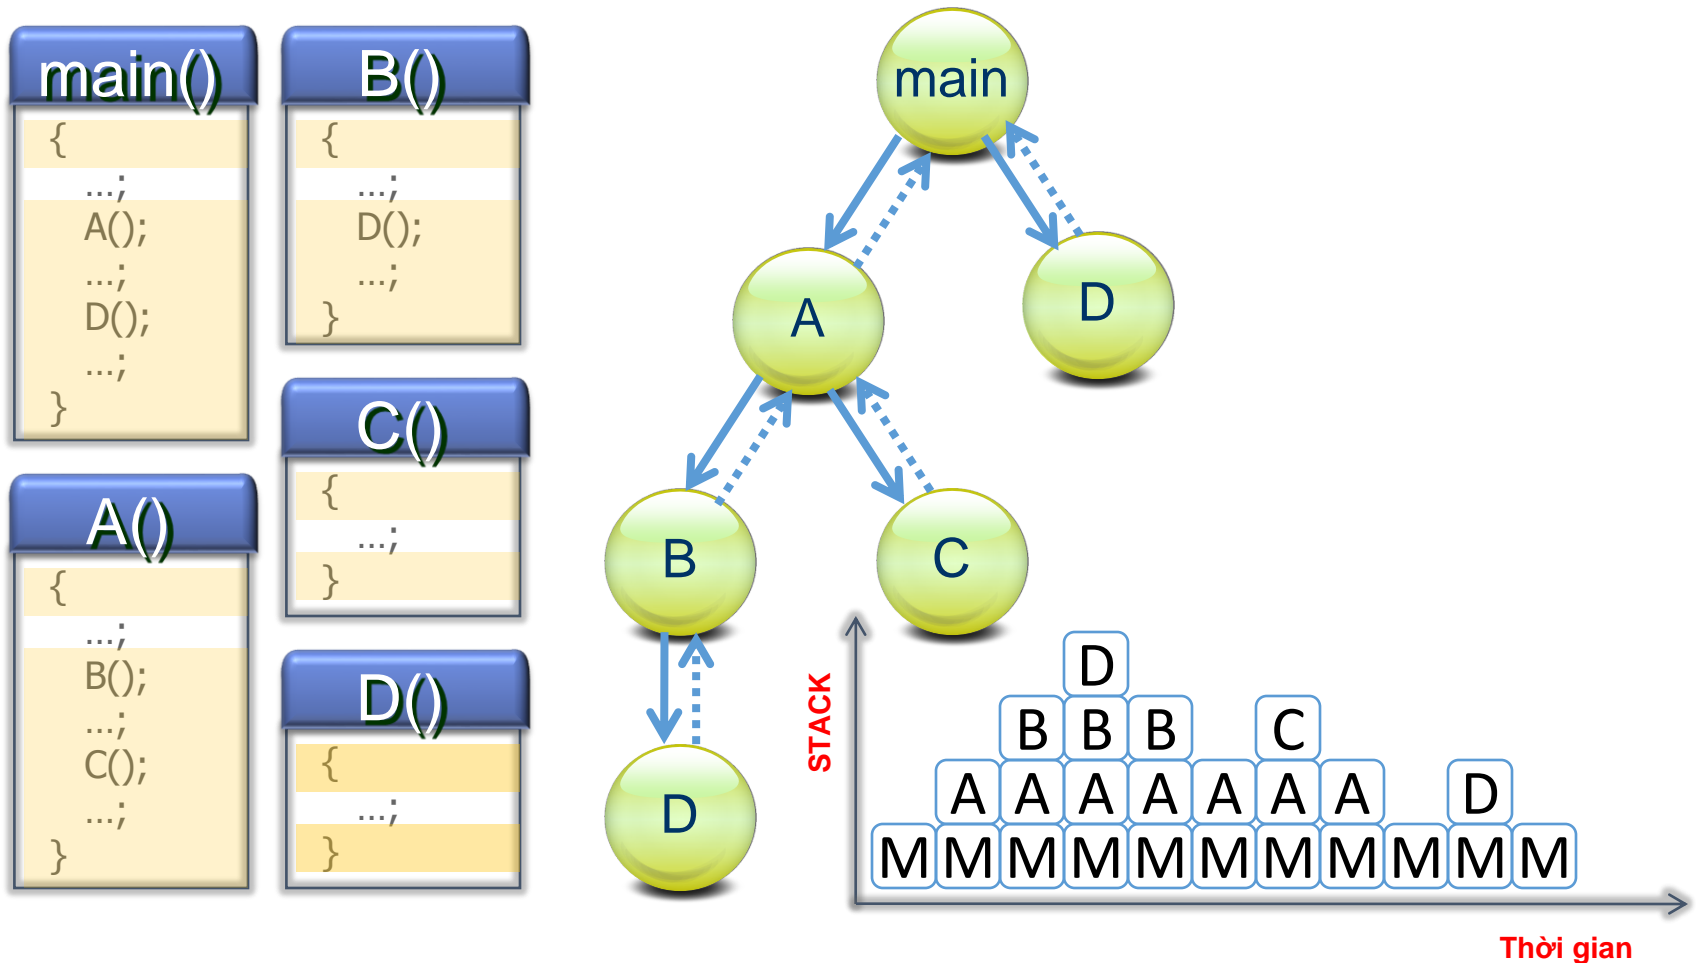 main()
{
...;
A();
...;
D();
...;
}
B()
{
...;
D();
...;
}
C()
{
...;
}
A()
{
...;
B();
...;
C();
...;
}
D()
{
...;
}
main
A
D
B
C
D
STACK
D
B B B C
A A A A A A A D
M M M M M M M M M M M
Thời gian